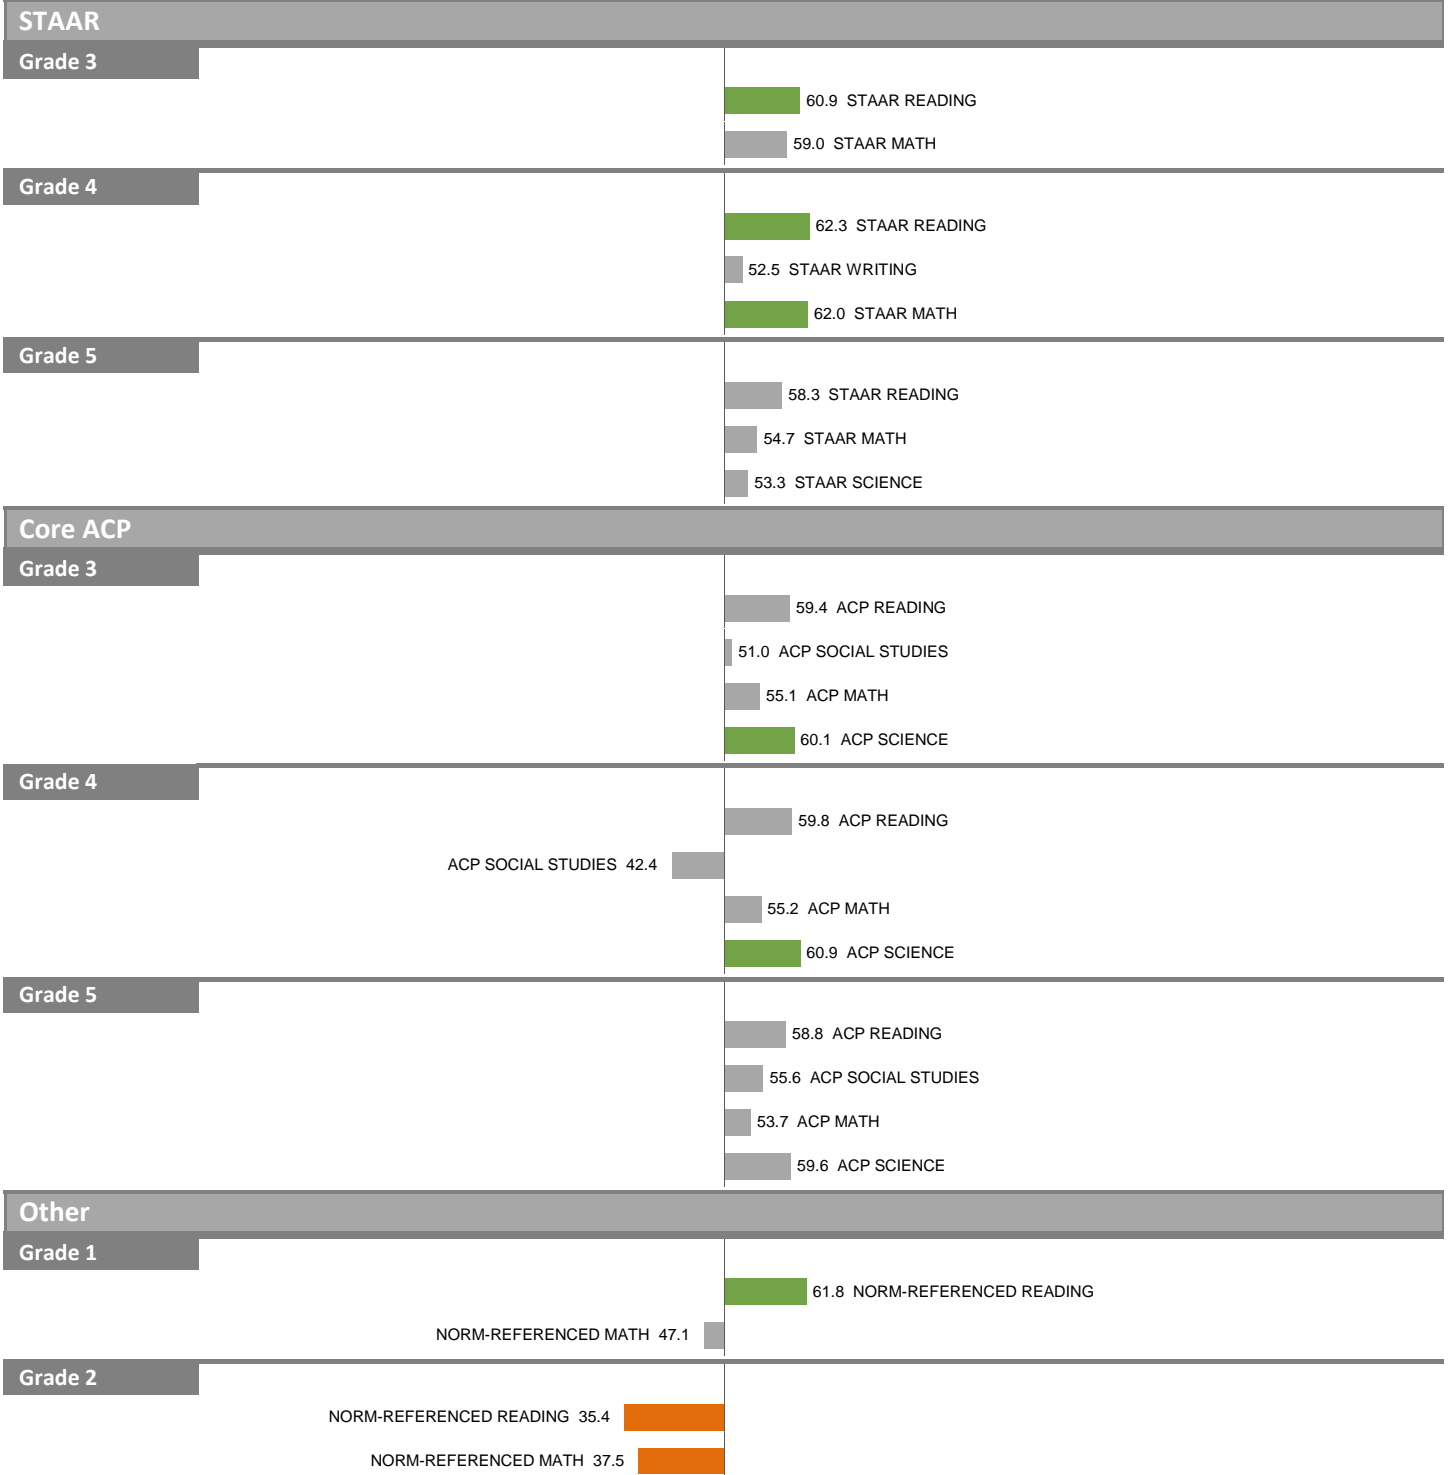 STAAR
Grade 3
60.9 STAAR READING
59.0 STAAR MATH
Grade 4
62.3 STAAR READING
52.5 STAAR WRITING
62.0 STAAR MATH
Grade 5
58.3 STAAR READING
54.7 STAAR MATH
53.3 STAAR SCIENCE
Core ACP
Grade 3
59.4 ACP READING
51.0 ACP SOCIAL STUDIES
55.1 ACP MATH
60.1 ACP SCIENCE
Grade 4
59.8 ACP READING
ACP SOCIAL STUDIES 42.4
55.2 ACP MATH
60.9 ACP SCIENCE
Grade 5
58.8 ACP READING
55.6 ACP SOCIAL STUDIES
53.7 ACP MATH
59.6 ACP SCIENCE
Other
Grade 1
61.8 NORM-REFERENCED READING
NORM-REFERENCED MATH 47.1
Grade 2
NORM-REFERENCED READING 35.4
NORM-REFERENCED MATH 37.5